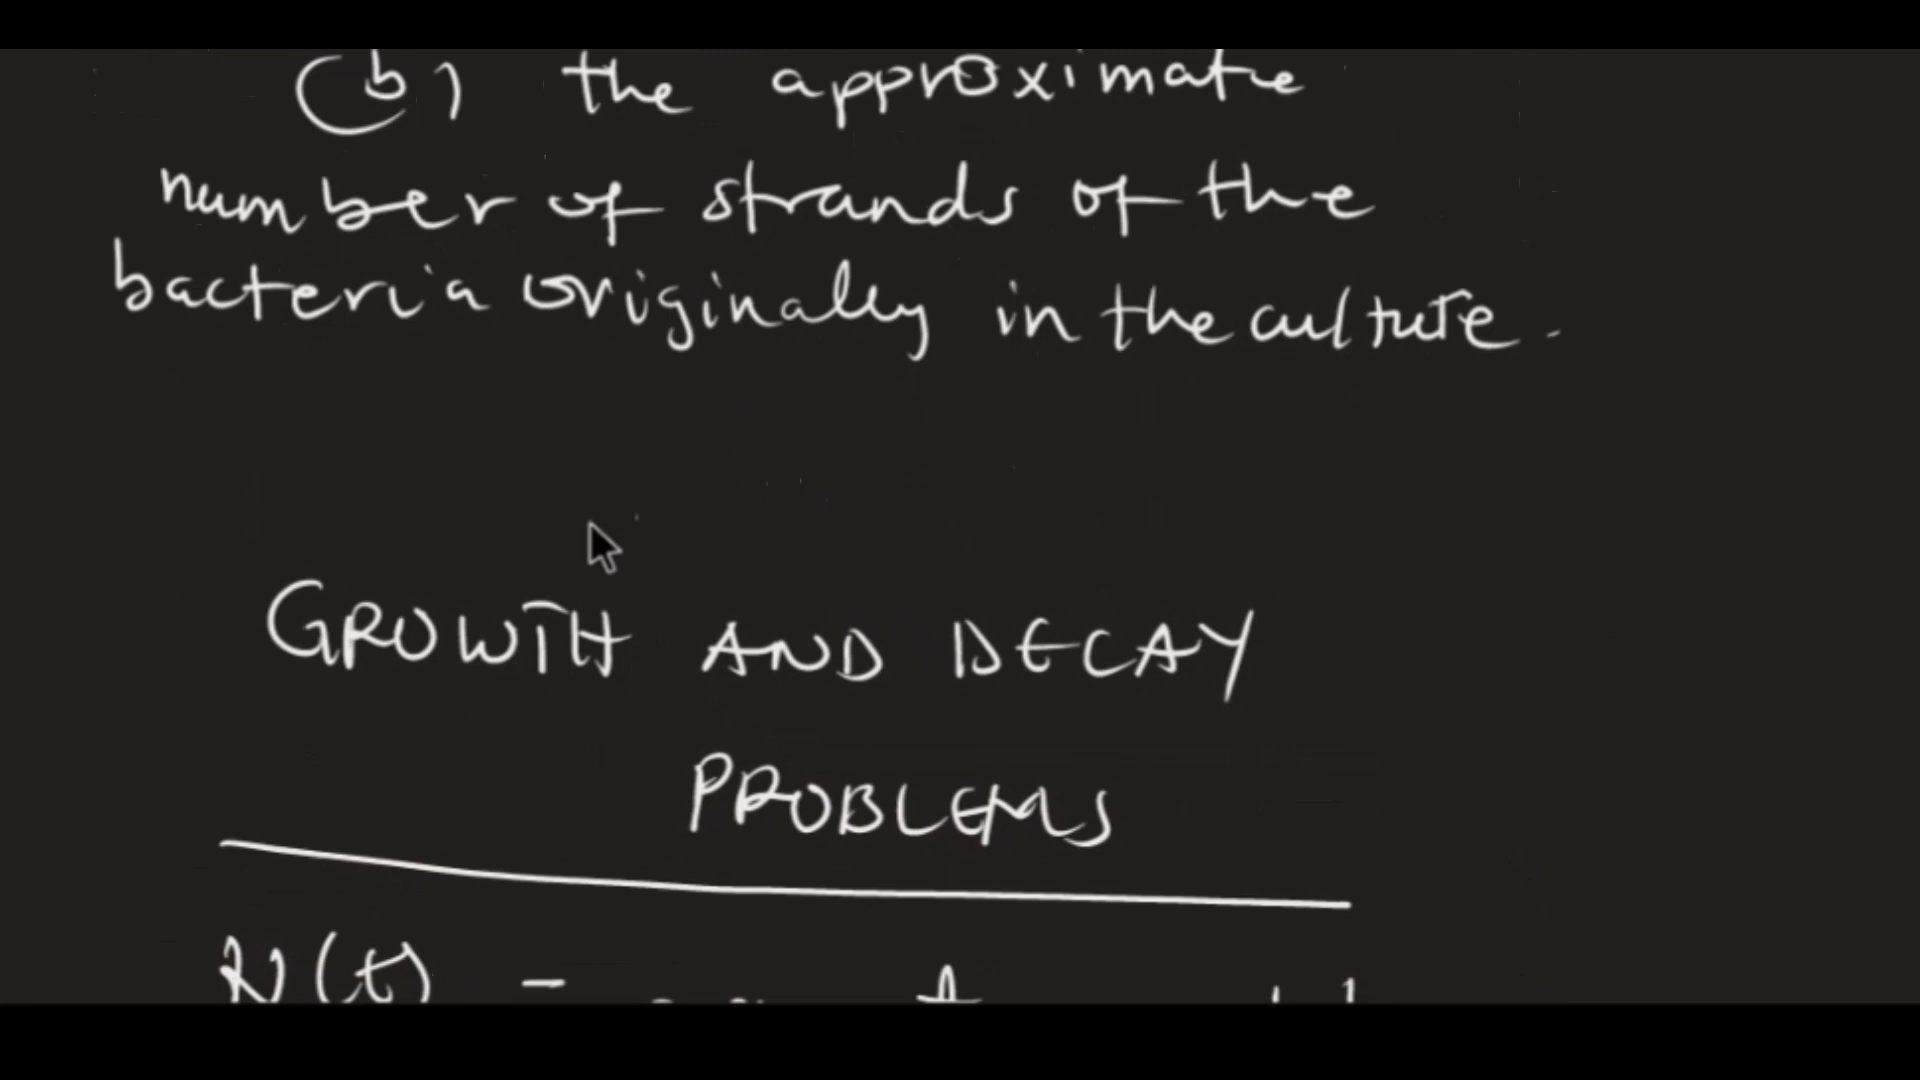 (b) the approximate
number of strands of the
bacteria originally in the culture.
GROWTH AND DECAY
PROBLEMS
N(t) -